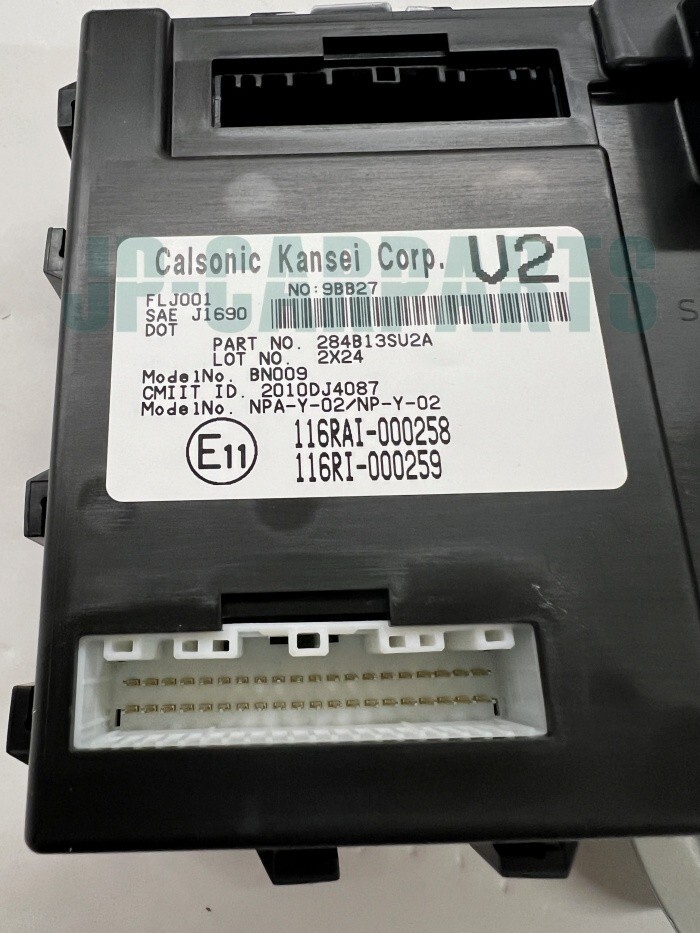 JP-CARPARTS
Calsonic Kansei Corp. U2
NO:9BB27
FLJ001
SAE J1690
DOT
PART NO. 284B13SU2A
LOT NO. 2X24
ModelNo. BN009
CMIIT ID. 2010DJ4087
ModelNo. NPA-Y-02/NP-Y-02
E11
116RAI-000258
116RI-000259
S